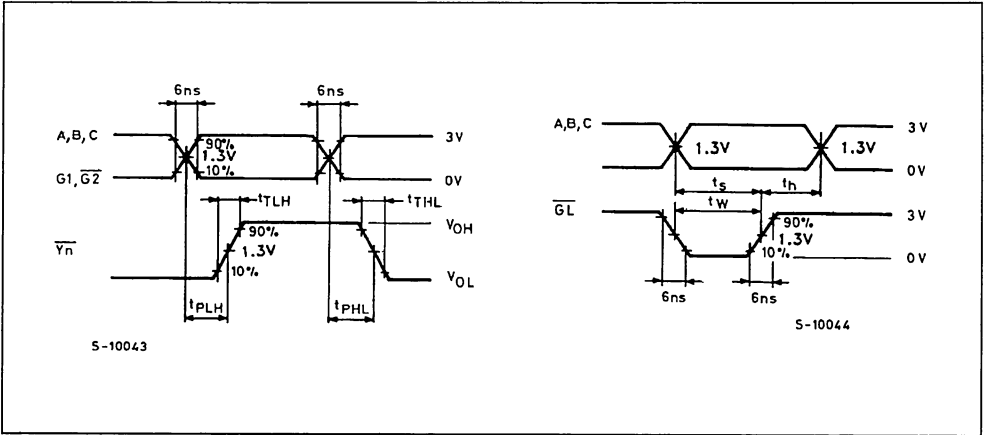 6ns 6ns
A,B,C 90% 3V
1.3V
G1,G2 10% 0V
tTLH tTHL
90% VOH
Yn 1.3V
10% VOL
tPLH tPHL
S-10043
A,B,C 3V
1.3V 1.3V
0V
ts th
GL tW 3V
90%
1.3V
10% 0V
6ns 6ns
S-10044